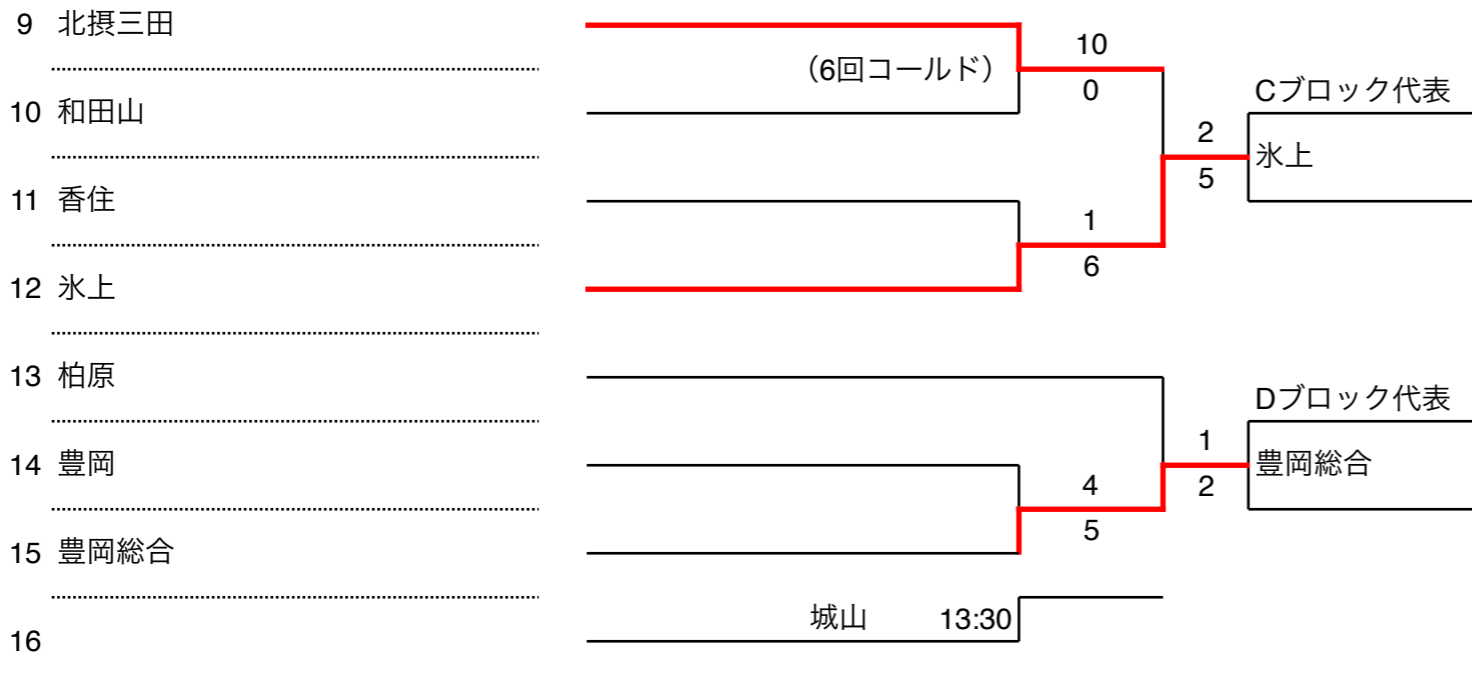 9 北摂三田
10
(6回コールド)
0
Cブロック代表
10 和田山
2
氷上
5
11 香住
1
6
12 氷上
13 柏原
Dブロック代表
1
14 豊岡
豊岡総合
4
2
5
15 豊岡総合
城山 13:30
16